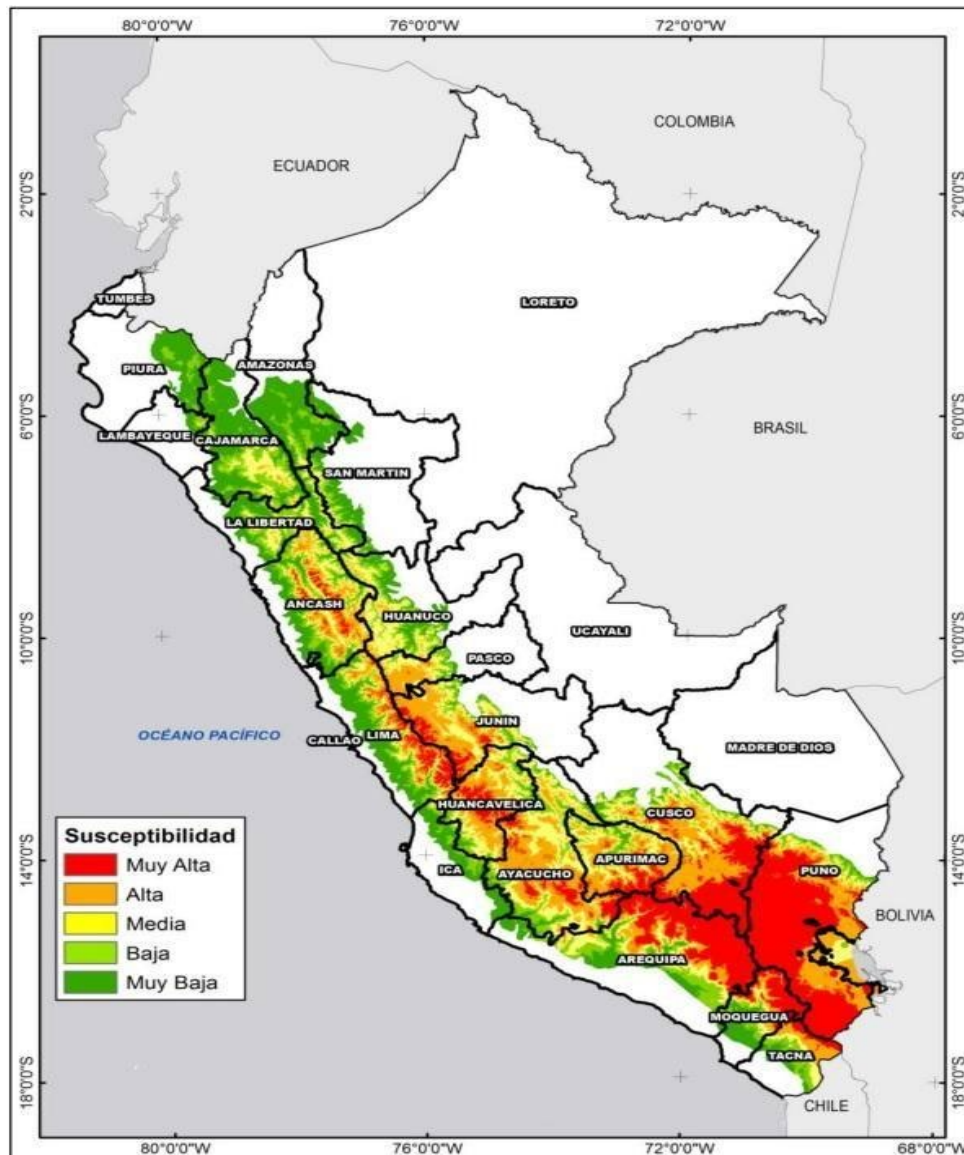 80°0'0"W 76°0'0"W 72°0'0"W
COLOMBIA
ECUADOR
2°0'0"S 2°0'0"S
TUMBES
LORETO
PIURA
AMAZONAS
6°0'0"S 6°0'0"S
BRASIL
LAMBAYEQUE
CAJAMARCA
SAN MARTIN
LA LIBERTAD
ANCASH
HUANUCO
UCAYALI
10°0'0"S 10°0'0"S
PASCO
JUNIN
OCÉANO PACÍFICO
CALLAO
LIMA
MADRE DE DIOS
HUANCAVELICA
CUSCO
Susceptibilidad
Muy Alta
Alta
Media
Baja
Muy Baja
14°0'0"S 14°0'0"S
ICA
AYACUCHO
APURIMAC
PUNO
BOLIVIA
AREQUIPA
MOQUEGUA
TACNA
18°0'0"S 18°0'0"S
CHILE
80°0'0"W 76°0'0"W 72°0'0"W 68°0'0"W